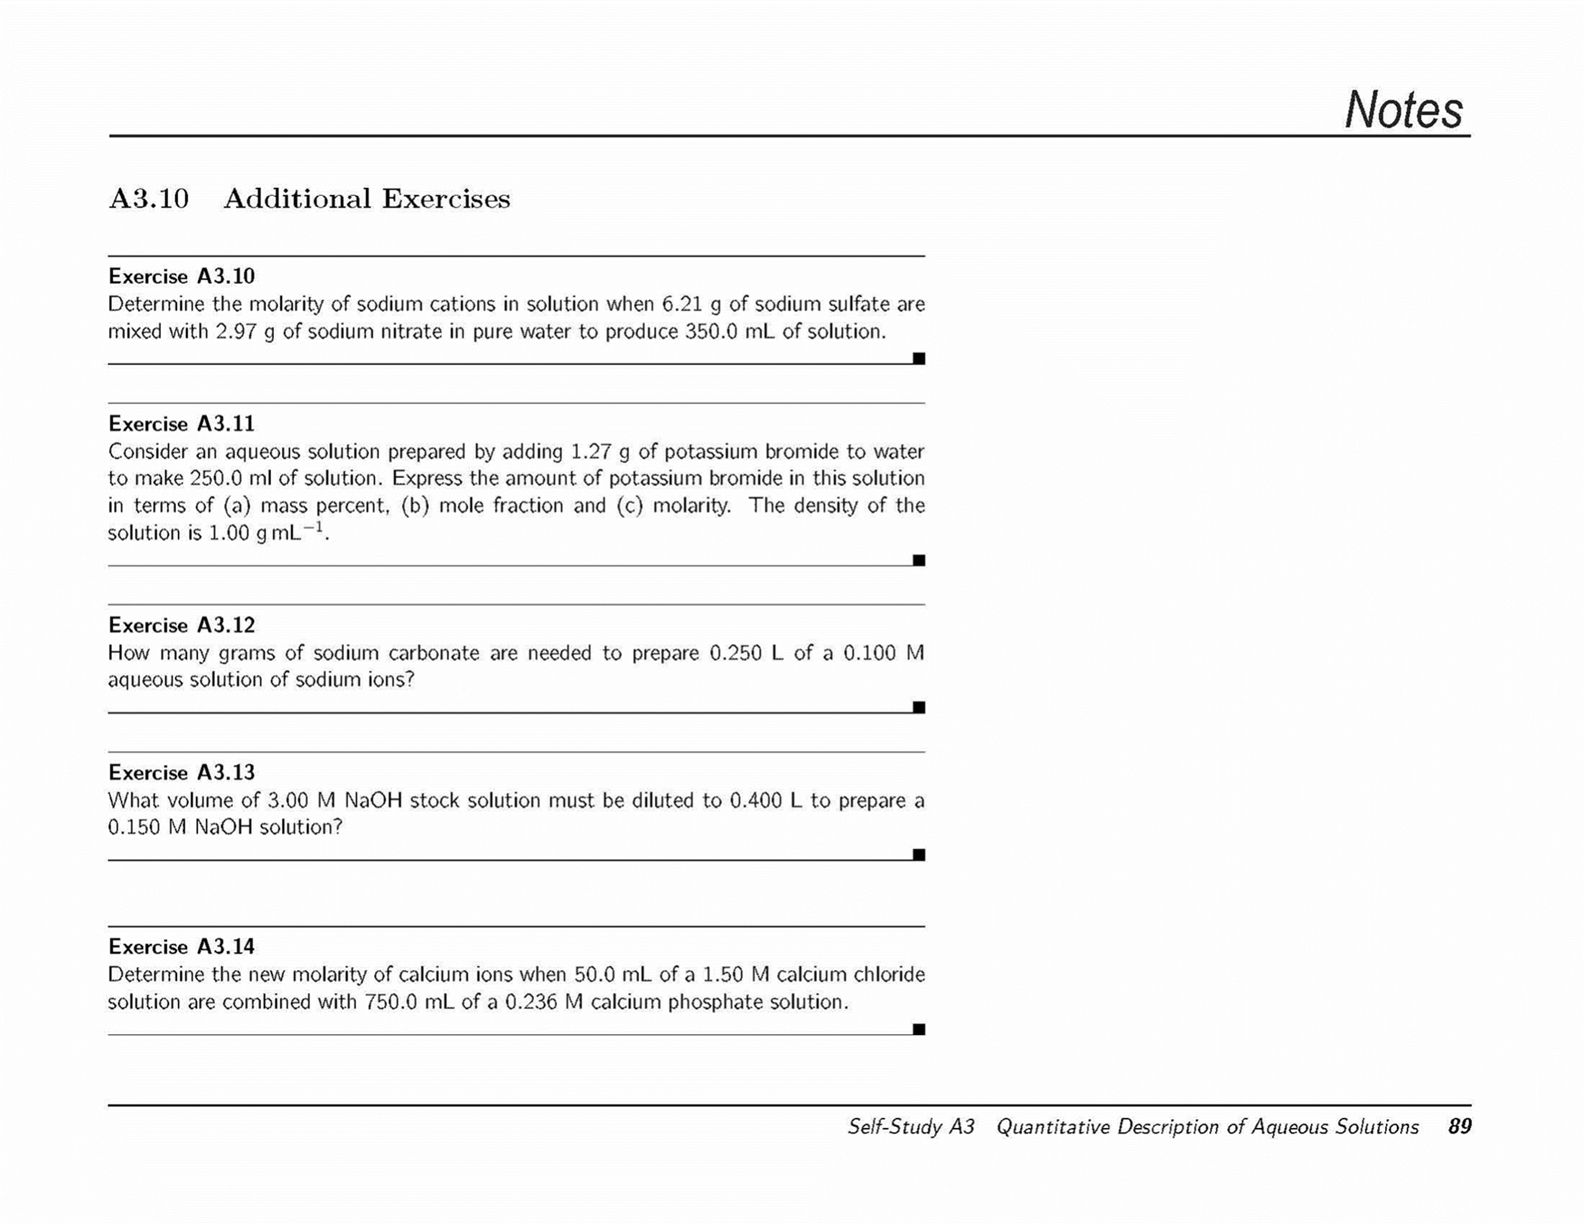 Notes
A3.10 Additional Exercises
Exercise A3.10
Determine the molarity of sodium cations in solution when 6.21 g of sodium sulfate are
mixed with 2.97 g of sodium nitrate in pure water to produce 350.0 mL of solution.
Exercise A3.11
Consider an aqueous solution prepared by adding 1.27 g of potassium bromide to water
to make 250.0 ml of solution. Express the amount of potassium bromide in this solution
in terms of (a) mass percent, (b) mole fraction and (c) molarity. The density of the
solution is 1.00 g mL⁻¹.
Exercise A3.12
How many grams of sodium carbonate are needed to prepare 0.250 L of a 0.100 M
aqueous solution of sodium ions?
Exercise A3.13
What volume of 3.00 M NaOH stock solution must be diluted to 0.400 L to prepare a
0.150 M NaOH solution?
Exercise A3.14
Determine the new molarity of calcium ions when 50.0 mL of a 1.50 M calcium chloride
solution are combined with 750.0 mL of a 0.236 M calcium phosphate solution.
Self-Study A3 Quantitative Description of Aqueous Solutions 89